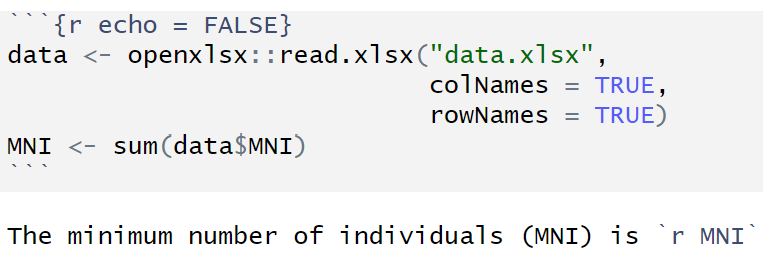 ```{r echo = FALSE}
data <- openxlsx::read.xlsx("data.xlsx",
                            colNames = TRUE,
                            rowNames = TRUE)
MNI <- sum(data$MNI)
```
The minimum number of individuals (MNI) is `r MNI`